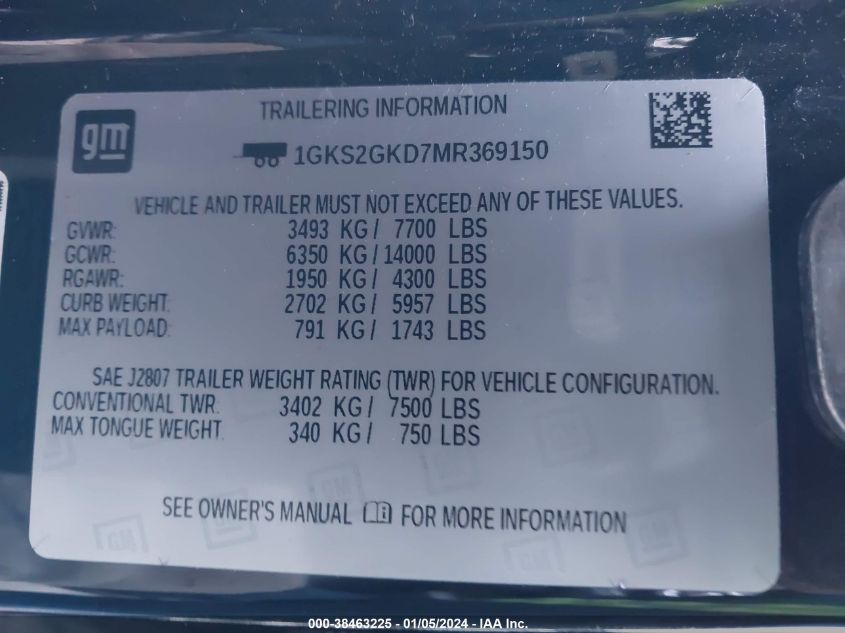 gm
TRAILERING INFORMATION
1GKS2GKD7MR369150
VEHICLE AND TRAILER MUST NOT EXCEED ANY OF THESE VALUES.
GVWR: 3493 KG / 7700 LBS
GCWR: 6350 KG / 14000 LBS
RGAWR: 1950 KG / 4300 LBS
CURB WEIGHT: 2702 KG / 5957 LBS
MAX PAYLOAD: 791 KG / 1743 LBS
SAE J2807 TRAILER WEIGHT RATING (TWR) FOR VEHICLE CONFIGURATION.
CONVENTIONAL TWR: 3402 KG / 7500 LBS
MAX TONGUE WEIGHT: 340 KG / 750 LBS
SEE OWNER'S MANUAL i FOR MORE INFORMATION
GM GM GM GM
000-38463225 - 01/05/2024 - IAA Inc.